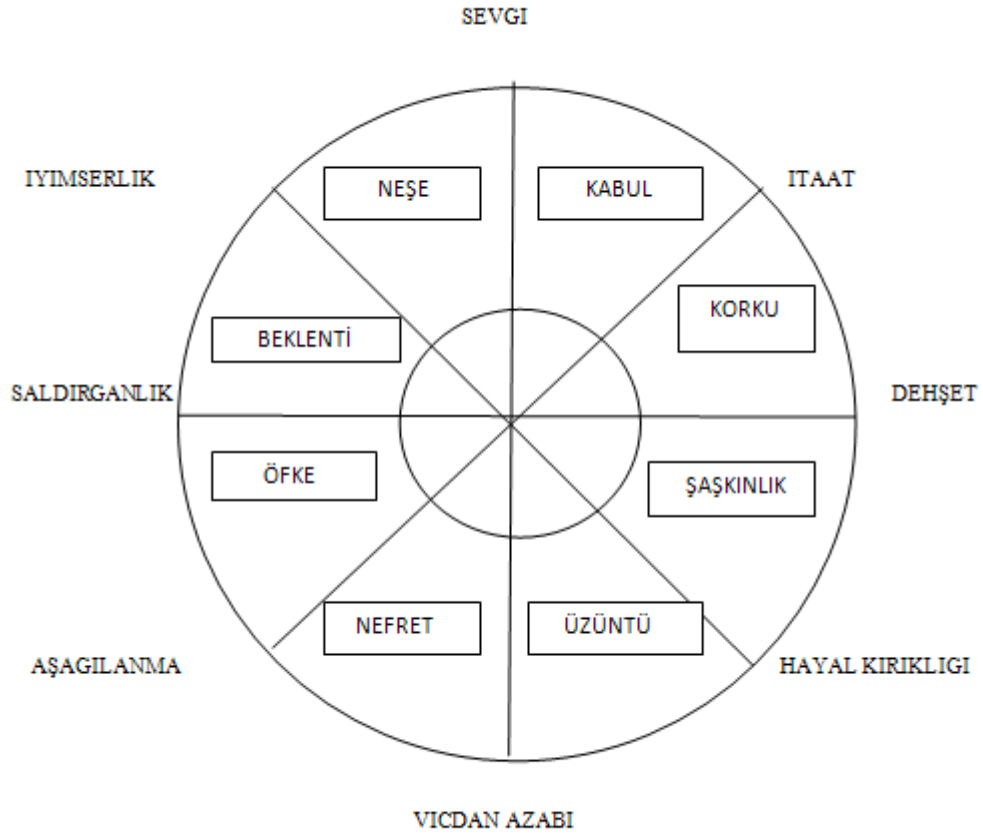 SEVGI
IYIMSERLIK
NEŞE
KABUL
ITAAT
KORKU
BEKLENTİ
SALDIRGANLIK
DEHŞET
ÖFKE
ŞAŞKINLIK
NEFRET
ÜZÜNTÜ
AŞAGILANMA
HAYAL KIRIKLIGI
VICDAN AZABI